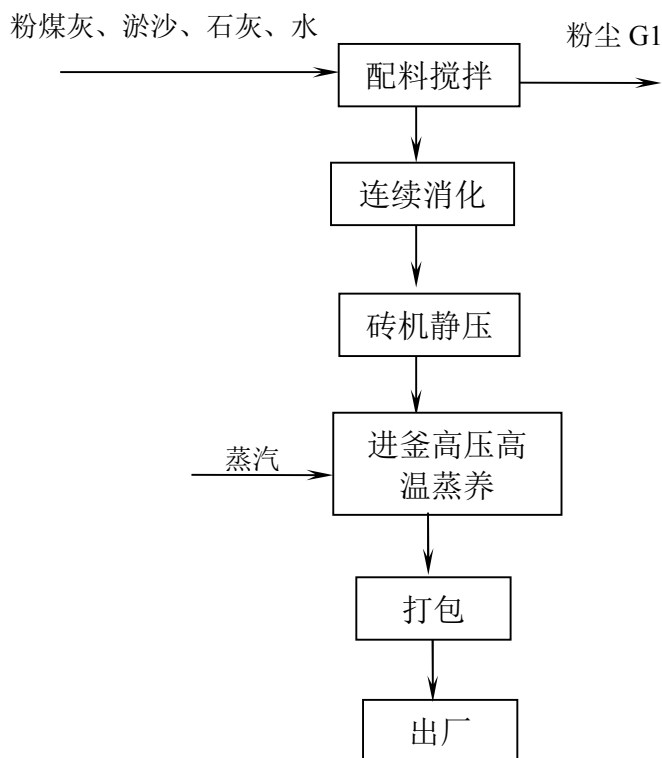 粉煤灰、淤沙、石灰、水
粉尘 G1
配料搅拌
连续消化
砖机静压
进釜高压高
温蒸养
蒸汽
打包
出厂